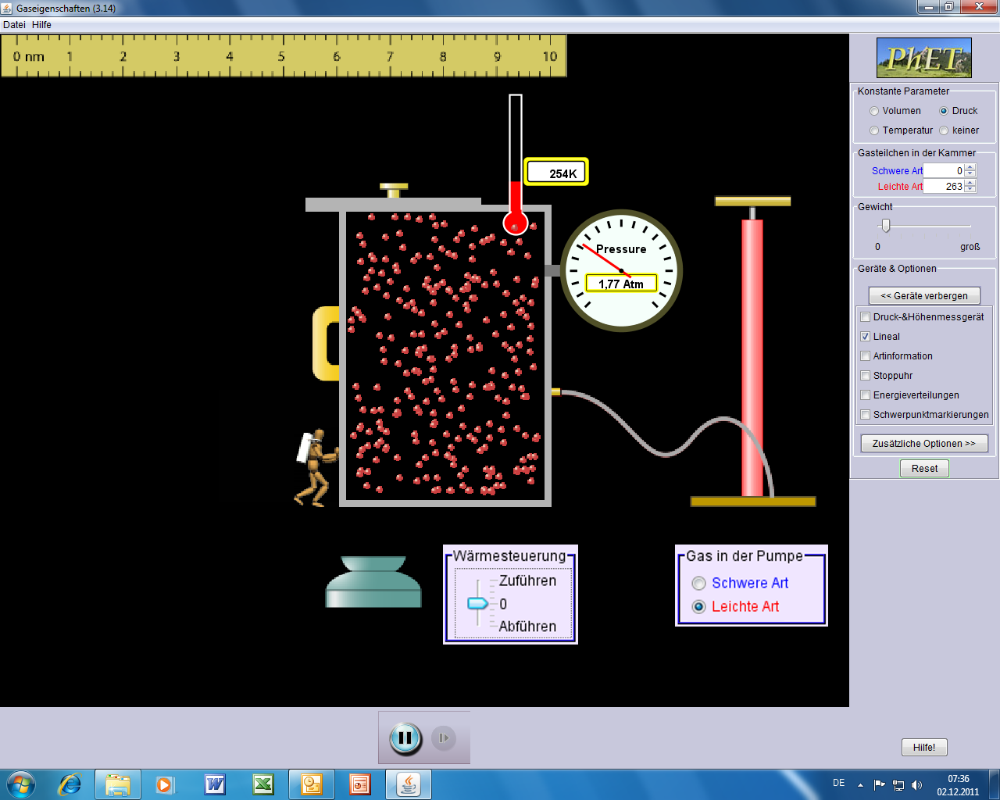 Gaseigenschaften (3.14)
Datei Hilfe
0 nm 1 2 3 4 5 6 7 8 9 10
PhET
Konstante Parameter
Volumen Druck
Temperatur keiner
Gasteilchen in der Kammer
Schwere Art 0
Leichte Art 263
Gewicht
0 groß
Geräte & Optionen
<< Geräte verbergen
Druck-&Höhenmessgerät
Lineal
Artinformation
Stoppuhr
Energieverteilungen
Schwerpunktmarkierungen
Zusätzliche Optionen >>
Reset
254K
Pressure
1,77 Atm
Wärmesteuerung
Zuführen
0
Abführen
Gas in der Pumpe
Schwere Art
Leichte Art
Hilfe!
DE
07:36
02.12.2011